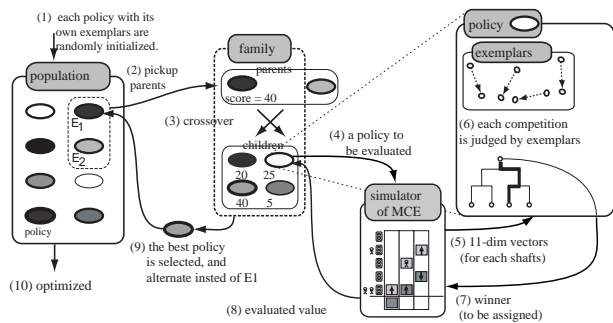 (1) each policy with its
own exemplars are
randomly initialized.
population
E1
E2
policy
(10) optimized
(2) pickup
parents
family
parents
score = 40
(3) crossover
children
20 25
40 5
(9) the best policy
is selected, and
alternate insted of E1
(4) a policy to
be evaluated
simulator
of MCE
(8) evaluated value
policy
exemplars
(6) each competition
is judged by exemplars
(5) 11-dim vectors
(for each shafts)
(7) winner
(to be assigned)